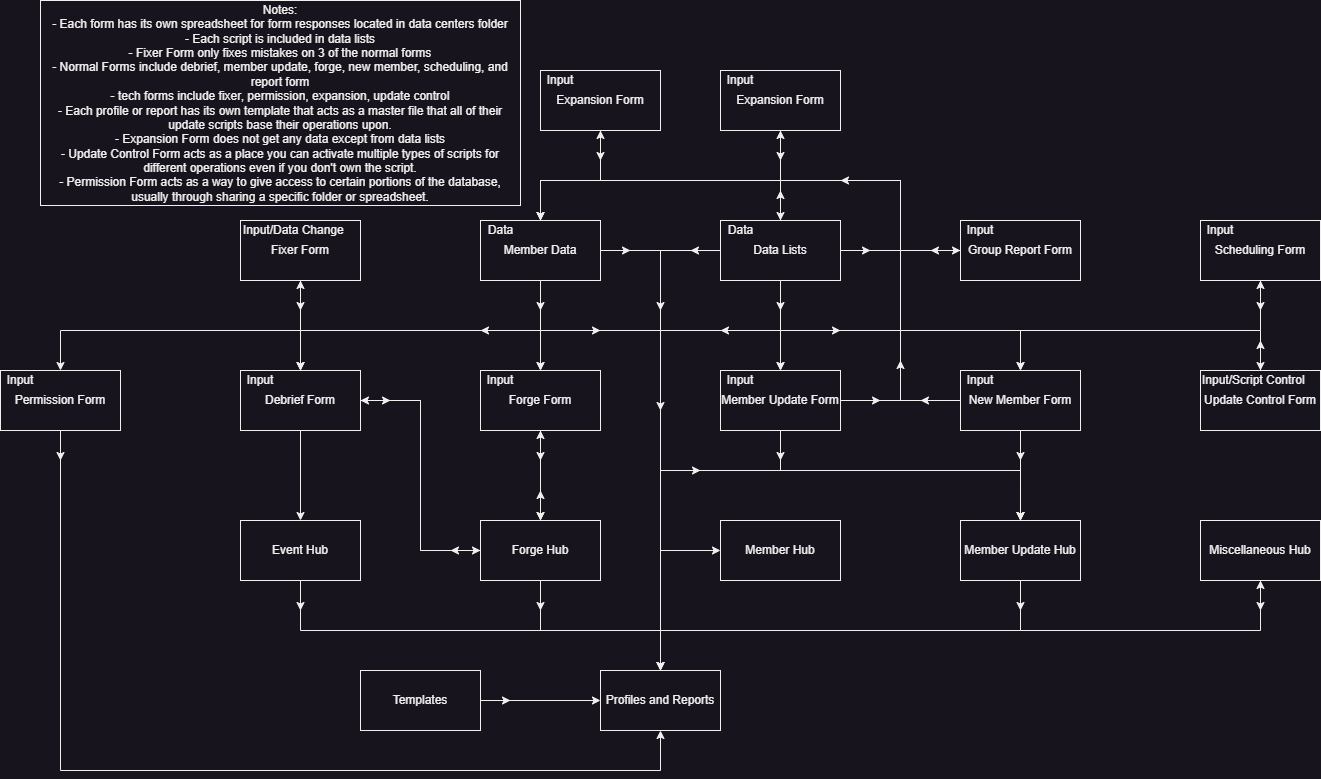 Notes:
- Each form has its own spreadsheet for form responses located in data centers folder
- Each script is included in data lists
- Fixer Form only fixes mistakes on 3 of the normal forms
- Normal Forms include debrief, member update, forge, new member, scheduling, and
report form
- tech forms include fixer, permission, expansion, update control
- Each profile or report has its own template that acts as a master file that all of their
update scripts base their operations upon.
- Expansion Form does not get any data except from data lists
- Update Control Form acts as a place you can activate multiple types of scripts for
different operations even if you don't own the script.
- Permission Form acts as a way to give access to certain portions of the database,
usually through sharing a specific folder or spreadsheet.
Input
Expansion Form
Input
Expansion Form
Input/Data Change
Fixer Form
Data
Member Data
Data
Data Lists
Input
Group Report Form
Input
Scheduling Form
Input
Permission Form
Input
Debrief Form
Input
Forge Form
Input
Member Update Form
Input
New Member Form
Input/Script Control
Update Control Form
Event Hub
Forge Hub
Member Hub
Member Update Hub
Miscellaneous Hub
Templates
Profiles and Reports